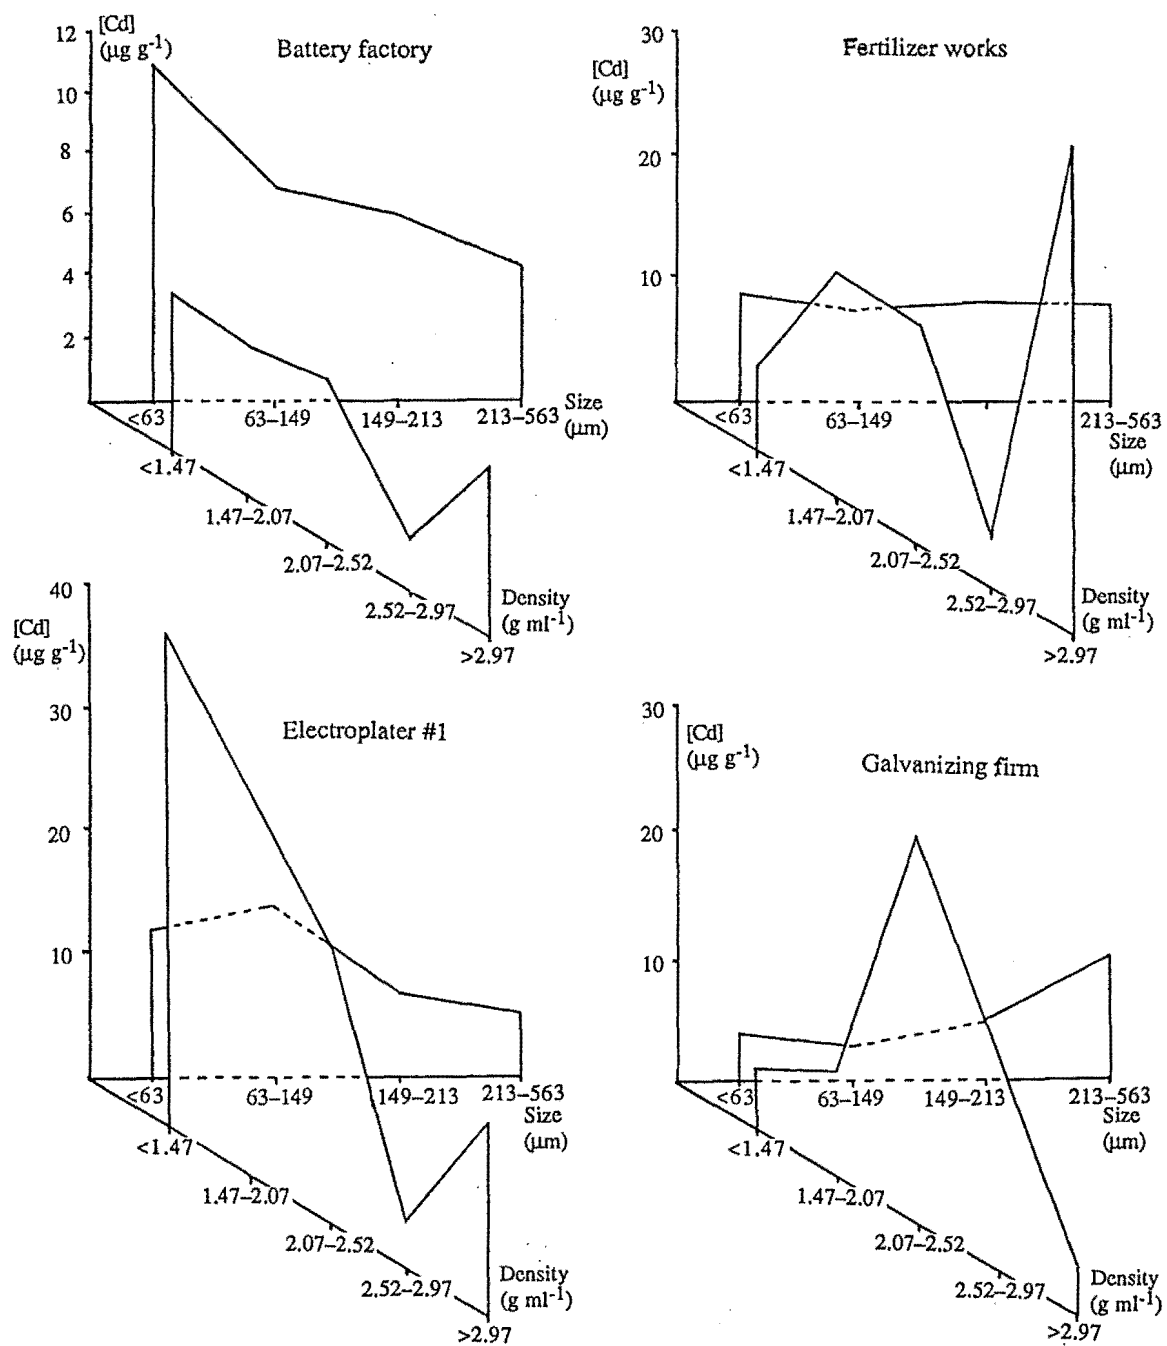 Battery factory
[Cd]
(µg g-1)
12
10
8
6
4
2
<63
63–149
149–213
213–563
Size
(µm)
<1.47
1.47–2.07
2.07–2.52
2.52–2.97
>2.97
Density
(g ml-1)
Fertilizer works
[Cd]
(µg g-1)
30
20
10
<63
63–149
213–563
Size
(µm)
<1.47
1.47–2.07
2.07–2.52
2.52–2.97
>2.97
Density
(g ml-1)
Electroplater #1
[Cd]
(µg g-1)
40
30
20
10
<63
63–149
149–213
213–563
Size
(µm)
<1.47
1.47–2.07
2.07–2.52
2.52–2.97
>2.97
Density
(g ml-1)
Galvanizing firm
[Cd]
(µg g-1)
30
20
10
<63
63–149
149–213
213–563
Size
(µm)
<1.47
1.47–2.07
2.07–2.52
2.52–2.97
>2.97
Density
(g ml-1)